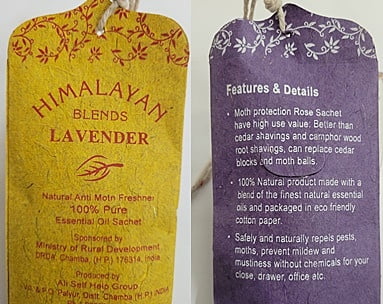 HIMALAYAN
BLENDS
LAVENDER
Natural Anti Moth Freshner
100% Pure
Essential Oil Sachet
Sponsored by
Ministry of Rural Development
DRDA, Chamba, (H.P.) 176314, India.
Produced by
Ali Self Help Group
& P.O. Palyur, Distt. Chamba (H.P.) INDIA
Features & Details
• Moth protection Rose Sachet
have high use value: Better than
cedar shavings and camphor wood
root shavings, can replace cedar
blocks and moth balls.
• 100% Natural product made with a
blend of the finest natural essential
oils and packaged in eco friendly
cotton paper.
• Safely and naturally repels pests,
moths, prevent mildew and
mustiness without chemicals for your
close, drawer, office etc.